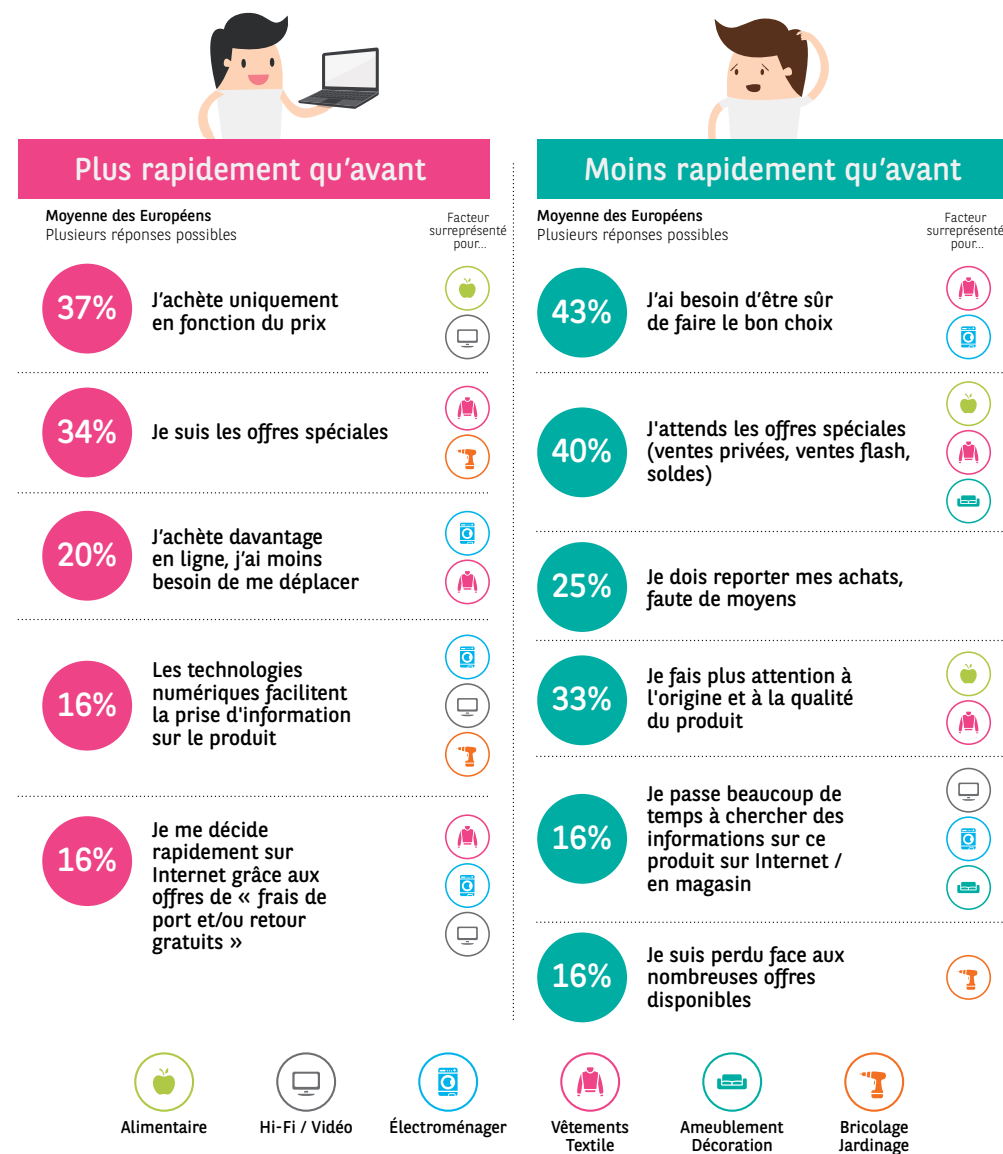 Plus rapidement qu’avant
Moyenne des Européens
Plusieurs réponses possibles
Facteur
surreprésenté
pour...
37%
J’achète uniquement
en fonction du prix
34%
Je suis les offres spéciales
20%
J’achète davantage
en ligne, j’ai moins
besoin de me déplacer
16%
Les technologies
numériques facilitent
la prise d'information
sur le produit
16%
Je me décide
rapidement sur
Internet grâce aux
offres de « frais de
port et/ou retour
gratuits »
Moins rapidement qu’avant
Moyenne des Européens
Plusieurs réponses possibles
Facteur
surreprésenté
pour...
43%
J’ai besoin d’être sûr
de faire le bon choix
40%
J'attends les offres spéciales
(ventes privées, ventes flash,
soldes)
25%
Je dois reporter mes achats,
faute de moyens
33%
Je fais plus attention à
l'origine et à la qualité
du produit
16%
Je passe beaucoup de
temps à chercher des
informations sur ce
produit sur Internet /
en magasin
16%
Je suis perdu face aux
nombreuses offres
disponibles
Alimentaire
Hi-Fi / Vidéo
Électroménager
Vêtements
Textile
Ameublement
Décoration
Bricolage
Jardinage